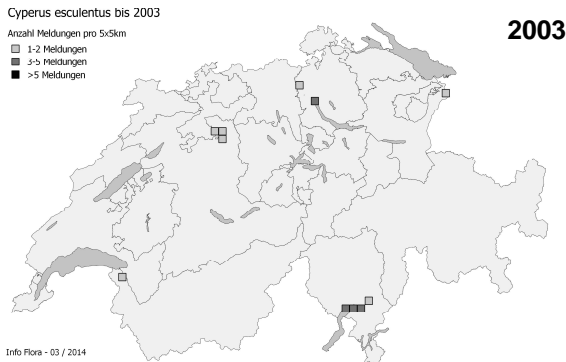 Cyperus esculentus bis 2003
2003
Anzahl Meldungen pro 5x5km
1-2 Meldungen
3-5 Meldungen
>5 Meldungen
Info Flora - 03 / 2014